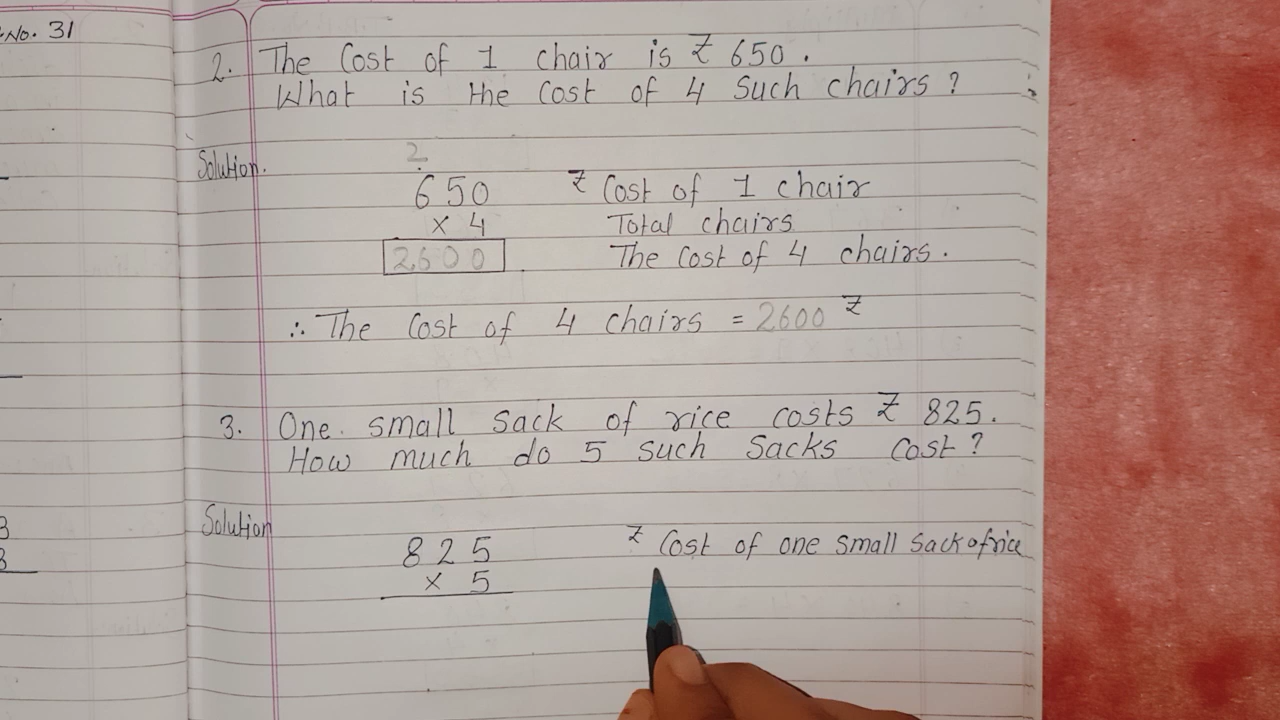 No. 31
2. The Cost of 1 chair is ₹ 650.
What is the cost of 4 such chairs?
Solution.
2
650 ₹ Cost of 1 chair
× 4 Total chairs
2600 The cost of 4 chairs.
∴ The Cost of 4 chairs = 2600 ₹
3. One small sack of rice costs ₹ 825.
How much do 5 such sacks cost?
3
3
Solution
825 ₹ Cost of one small sack of rice
× 5